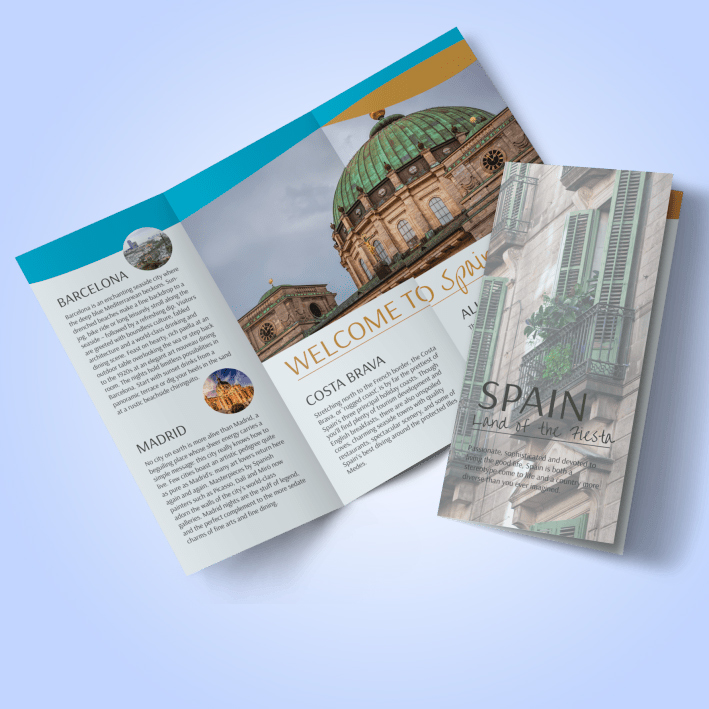 BARCELONA
Barcelona is an enchanting seaside city where
the deep blue Mediterranean beckons. Sun-
drenched beaches make a fine backdrop to a
jog, bike ride or long leisurely stroll along the
seaside - followed by a refreshing dip. Visitors
are greeted with boundless culture, fabled
architecture and a world-class drinking and
dining scene. Feast on hearty, rich paella at an
outdoor table overlooking the sea or step back
to the 1920s at an elegant art nouveau dining
room. The nights hold limitless possibilities in
Barcelona. Start with sunset drinks from a
panoramic terrace or dig your heels in the sand
at a rustic beachside chiringuito.
MADRID
No city on earth is more alive than Madrid, a
beguiling place whose sheer energy carries a
simple message: this city really knows how to
live. Few cities boast an artistic pedigree quite
as pure as Madrid's: many art lovers return here
again and again. Masterpieces by Spanish
painters such as Picasso, Dalí and Miró now
adorn the walls of the city's world-class
galleries. Madrid nights are the stuff of legend,
and the perfect complement to the more sedate
charms of fine arts and fine dining.
WELCOME TO Spain
COSTA BRAVA
Stretching north to the French border, the Costa
Brava, or 'rugged coast', is by far the prettiest of
Spain's three principal holiday coasts. Though
you'll find plenty of tourism development and
English breakfasts, there are also unspoiled
coves, charming seaside towns with quality
restaurants, spectacular scenery, and some of
Spain's best diving around the protected Illes
Medes.
SPAIN
Land of the Fiesta
Passionate, sophisticated and devoted to
living the good life, Spain is both a
stereotype come to life and a country more
diverse than you ever imagined.